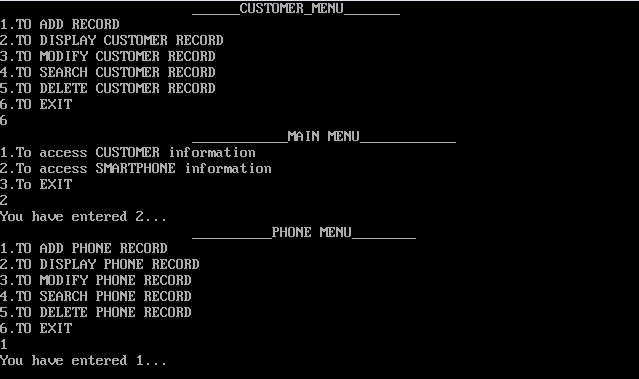 ______CUSTOMER_MENU_______
1.TO ADD RECORD
2.TO DISPLAY CUSTOMER RECORD
3.TO MODIFY CUSTOMER RECORD
4.TO SEARCH CUSTOMER RECORD
5.TO DELETE CUSTOMER RECORD
6.TO EXIT
6
____________MAIN MENU____________
1.To access CUSTOMER information
2.To access SMARTPHONE information
3.To EXIT
2
You have entered 2...
__________PHONE MENU________
1.TO ADD PHONE RECORD
2.TO DISPLAY PHONE RECORD
3.TO MODIFY PHONE RECORD
4.TO SEARCH PHONE RECORD
5.TO DELETE PHONE RECORD
6.TO EXIT
1
You have entered 1...